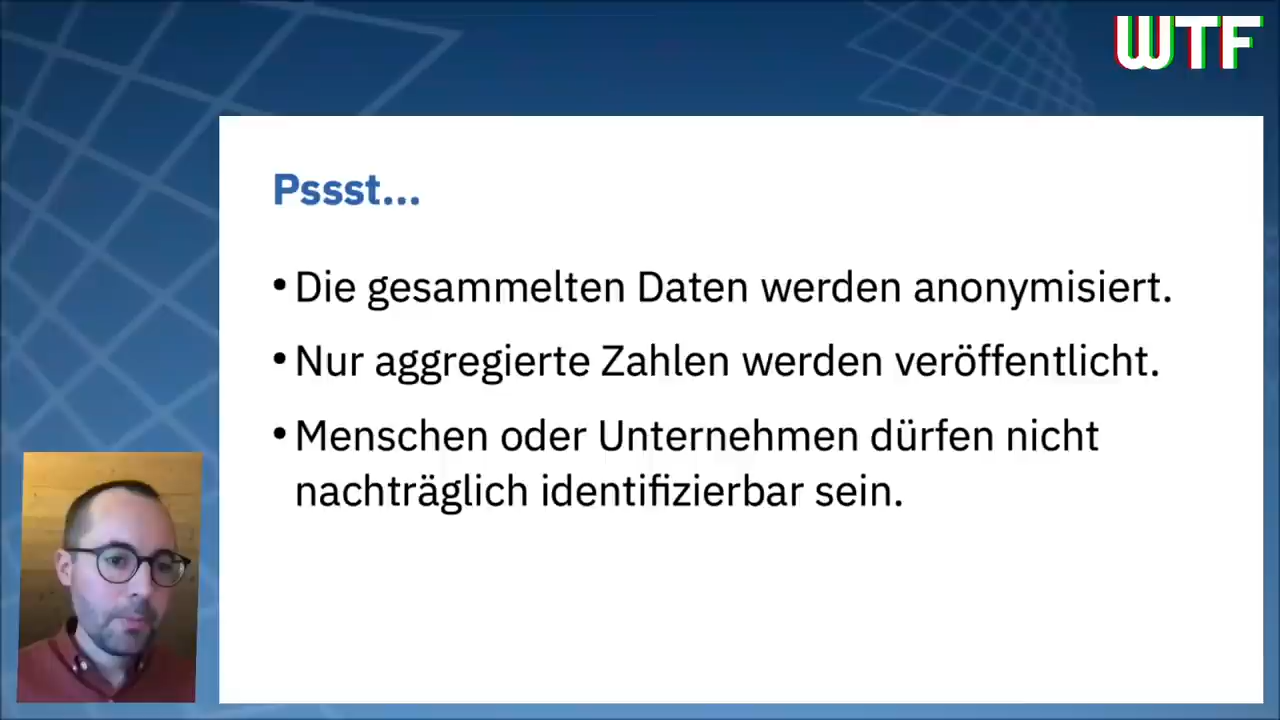 WTF
Pssst...
• Die gesammelten Daten werden anonymisiert.
• Nur aggregierte Zahlen werden veröffentlicht.
• Menschen oder Unternehmen dürfen nicht
nachträglich identifizierbar sein.